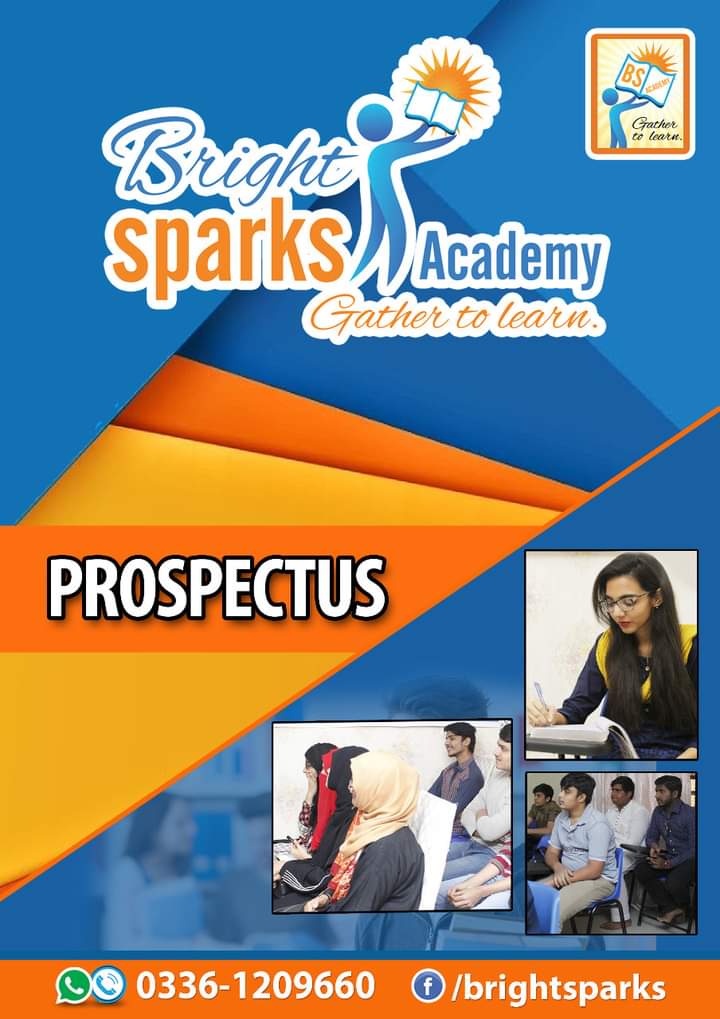 Bright
sparks
Academy
Gather to learn.
BS
ACADEMY
Gather
to learn.
PROSPECTUS
0336-1209660
/brightsparks